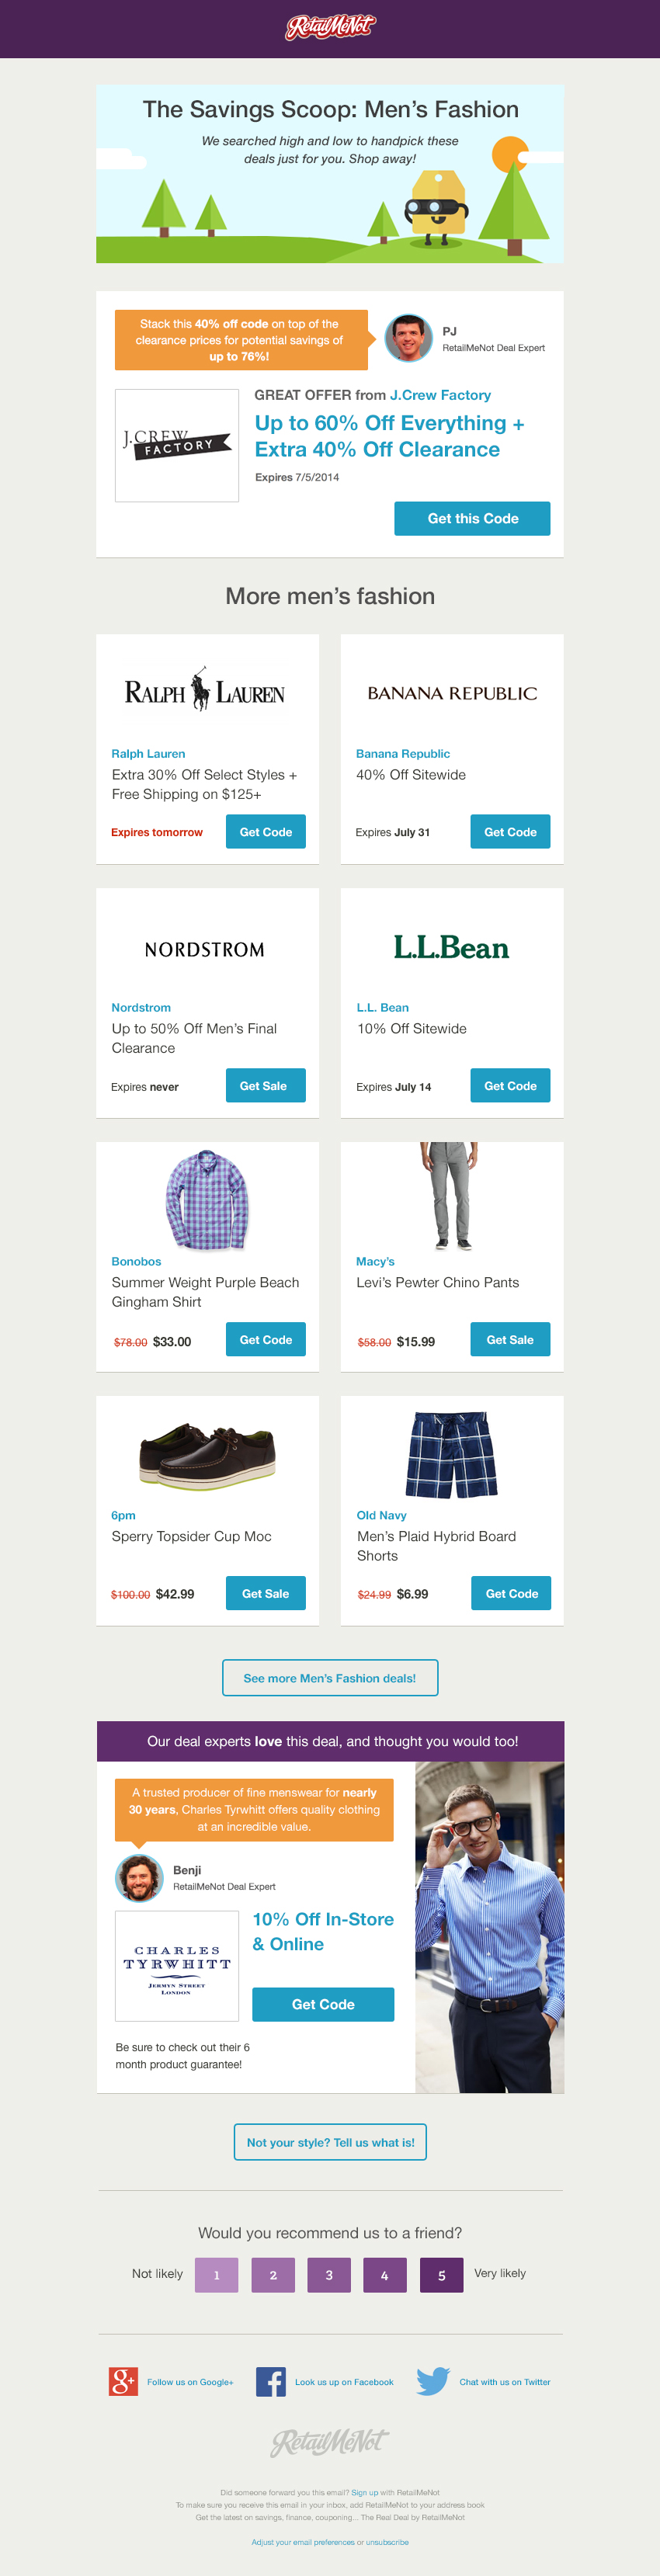 RetailMeNot
The Savings Scoop: Men's Fashion
We searched high and low to handpick these
deals just for you. Shop away!
Stack this 40% off code on top of the
clearance prices for potential savings of
up to 76%!
PJ
RetailMeNot Deal Expert
J.CREW
FACTORY
GREAT OFFER from J.Crew Factory
Up to 60% Off Everything +
Extra 40% Off Clearance
Expires 7/5/2014
Get this Code
More men's fashion
RALPH LAUREN
Ralph Lauren
Extra 30% Off Select Styles +
Free Shipping on $125+
Expires tomorrow
Get Code
BANANA REPUBLIC
Banana Republic
40% Off Sitewide
Expires July 31
Get Code
NORDSTROM
Nordstrom
Up to 50% Off Men's Final
Clearance
Expires never
Get Sale
L.L.Bean
L.L. Bean
10% Off Sitewide
Expires July 14
Get Code
Bonobos
Summer Weight Purple Beach
Gingham Shirt
$78.00 $33.00
Get Code
Macy's
Levi's Pewter Chino Pants
$58.00 $15.99
Get Sale
6pm
Sperry Topsider Cup Moc
$100.00 $42.99
Get Sale
Old Navy
Men's Plaid Hybrid Board
Shorts
$24.99 $6.99
Get Code
See more Men's Fashion deals!
Our deal experts love this deal, and thought you would too!
A trusted producer of fine menswear for nearly
30 years, Charles Tyrwhitt offers quality clothing
at an incredible value.
Benji
RetailMeNot Deal Expert
CHARLES
TYRWHITT
JERMYN STREET
LONDON
10% Off In-Store
& Online
Get Code
Be sure to check out their 6
month product guarantee!
Not your style? Tell us what is!
Would you recommend us to a friend?
Not likely 1 2 3 4 5 Very likely
g+ Follow us on Google+
f Look us up on Facebook
Chat with us on Twitter
RetailMeNot
Did someone forward you this email? Sign up with RetailMeNot
To make sure you receive this email in your inbox, add RetailMeNot to your address book
Get the latest on savings, finance, couponing... The Real Deal by RetailMeNot
Adjust your email preferences or unsubscribe